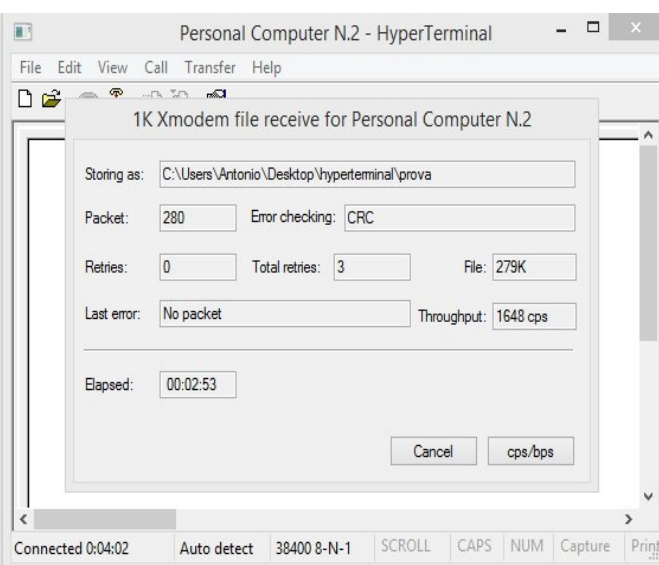 Personal Computer N.2 - HyperTerminal
File Edit View Call Transfer Help
1K Xmodem file receive for Personal Computer N.2
Storing as: C:\Users\Antonio\Desktop\hyperterminal\prova
Packet: 280 Error checking: CRC
Retries: 0 Total retries: 3 File: 279K
Last error: No packet Throughput: 1648 cps
Elapsed: 00:02:53
Cancel cps/bps
Connected 0:04:02 Auto detect 38400 8-N-1 SCROLL CAPS NUM Capture Print